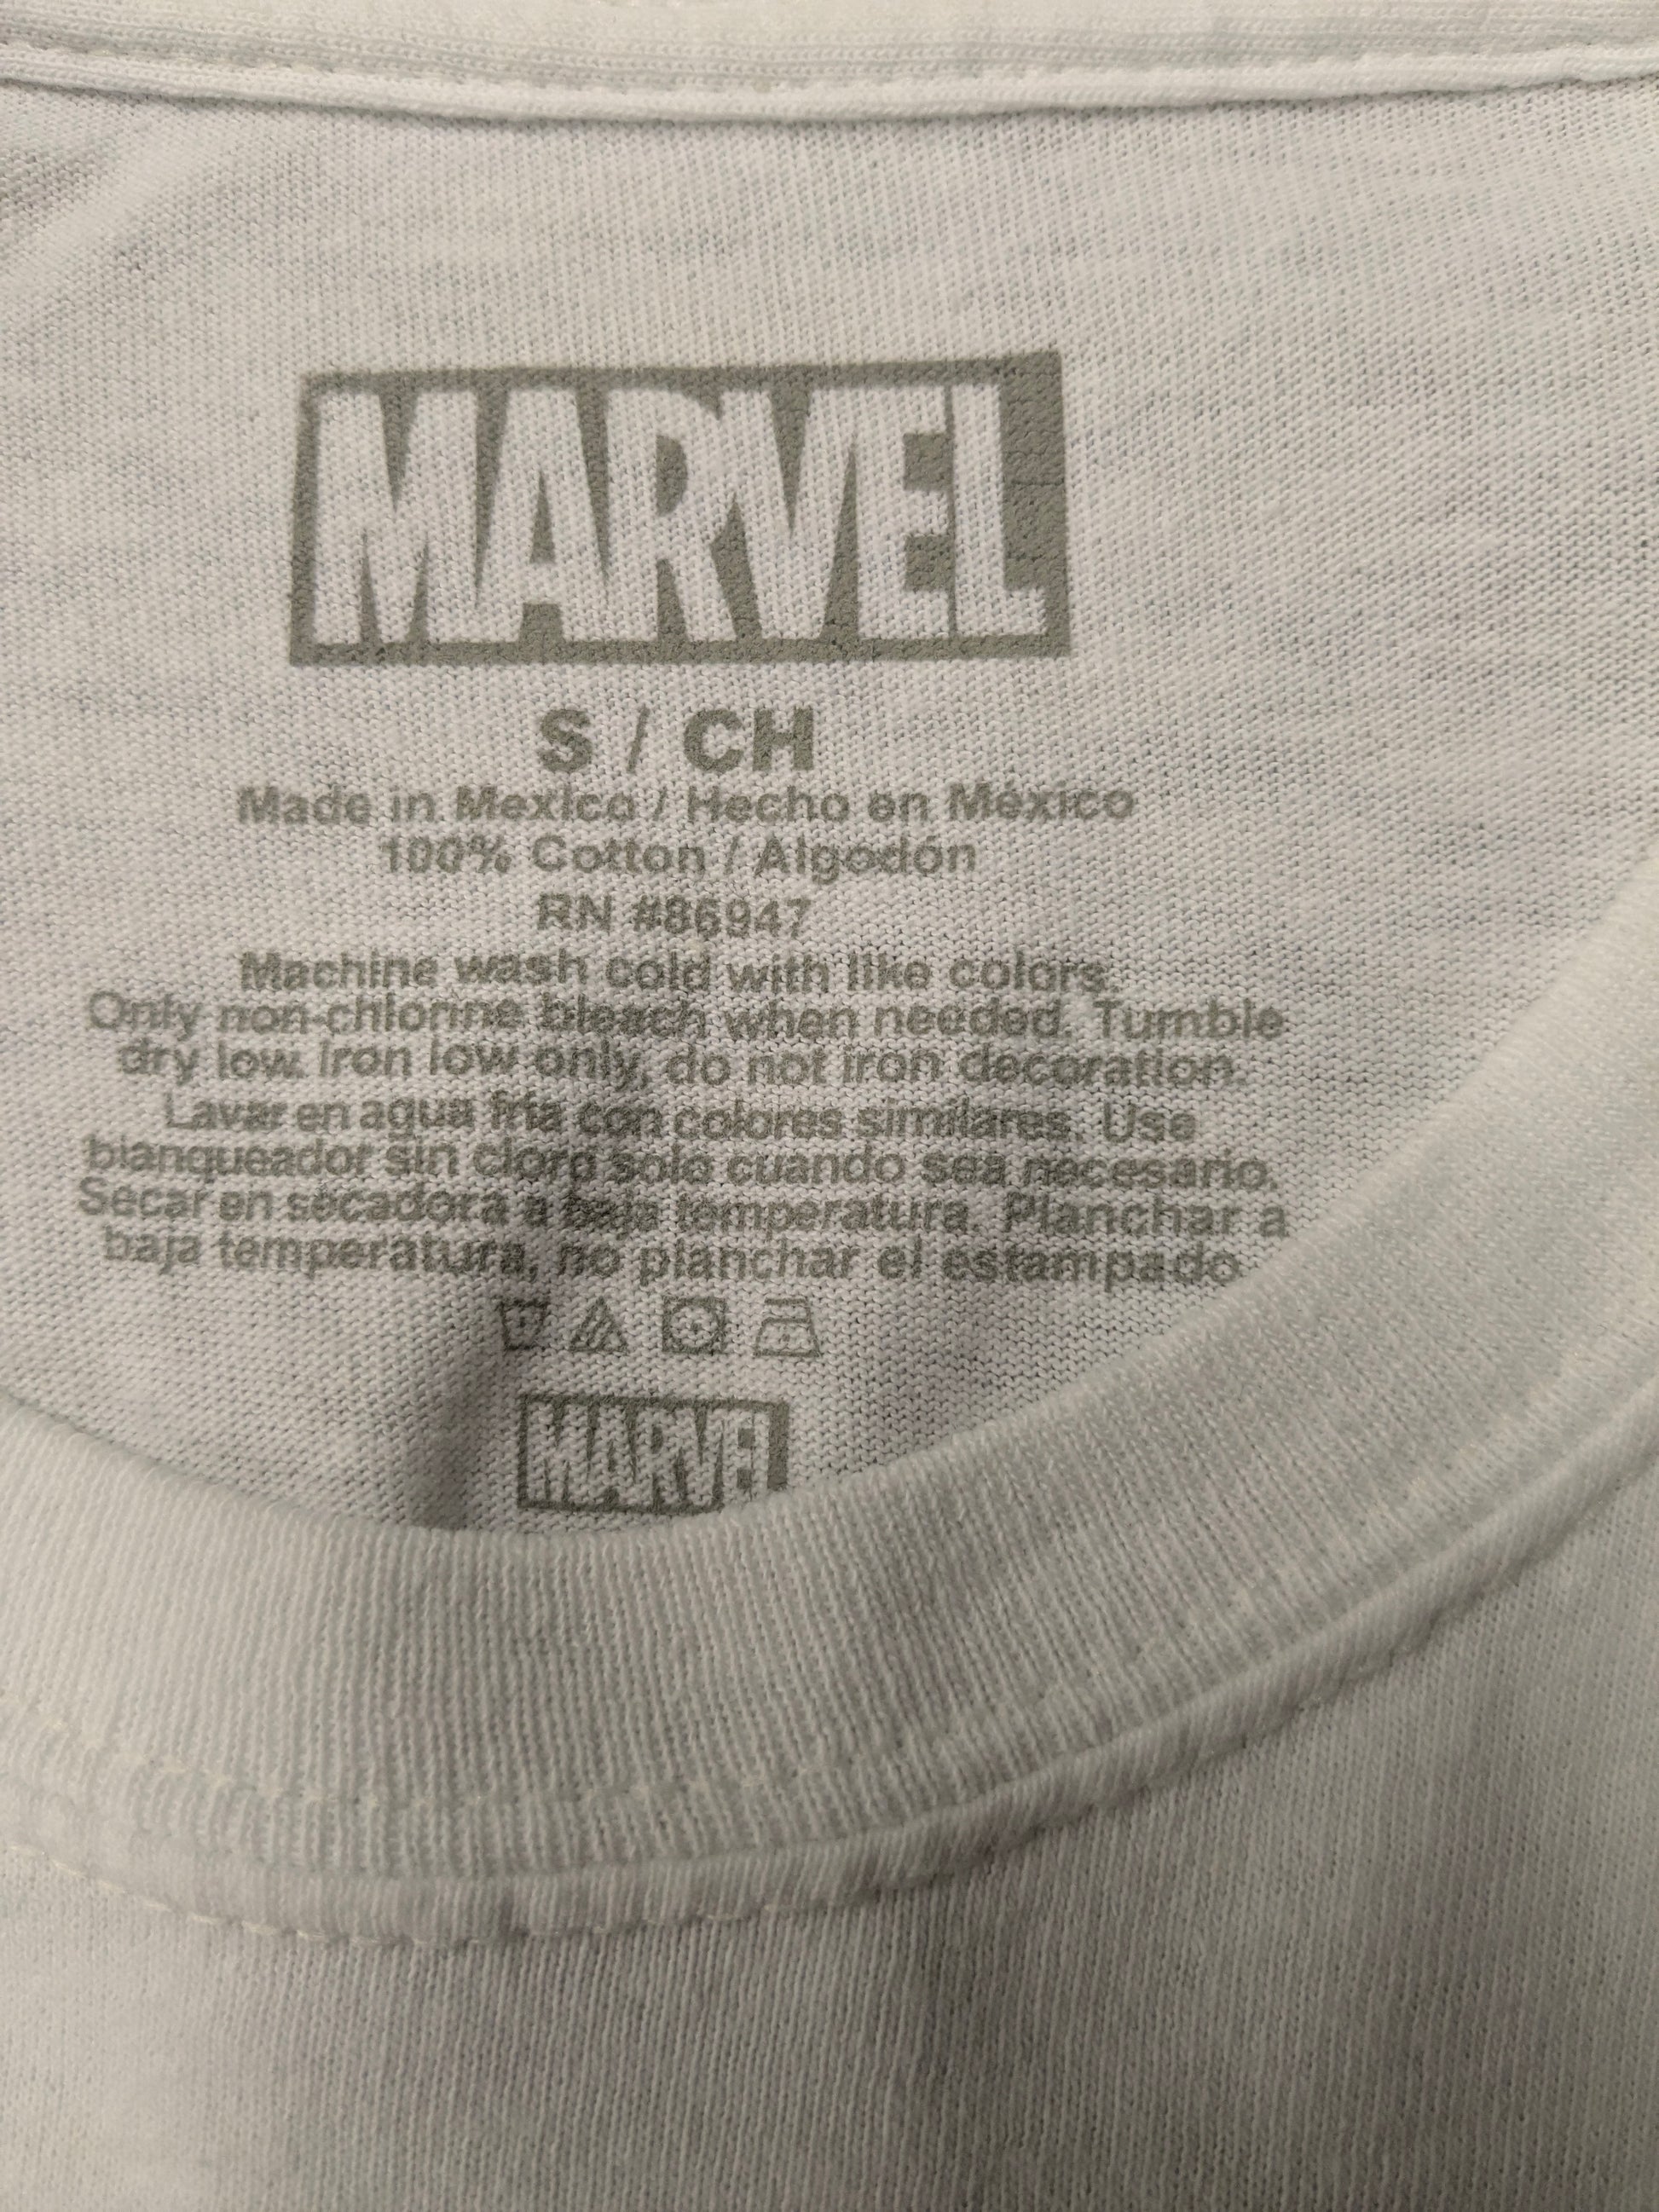 MARVEL
S / CH
Made in Mexico / Hecho en México
100% Cotton / Algodón
RN #86947
Machine wash cold with like colors.
Only non-chlorine bleach when needed. Tumble
dry low. Iron low only, do not iron decoration.
Lavar en agua fría con colores similares. Use
blanqueador sin cloro solo cuando sea necesario.
Secar en secadora a baja temperatura. Planchar a
baja temperatura, no planchar el estampado.
MARVEL